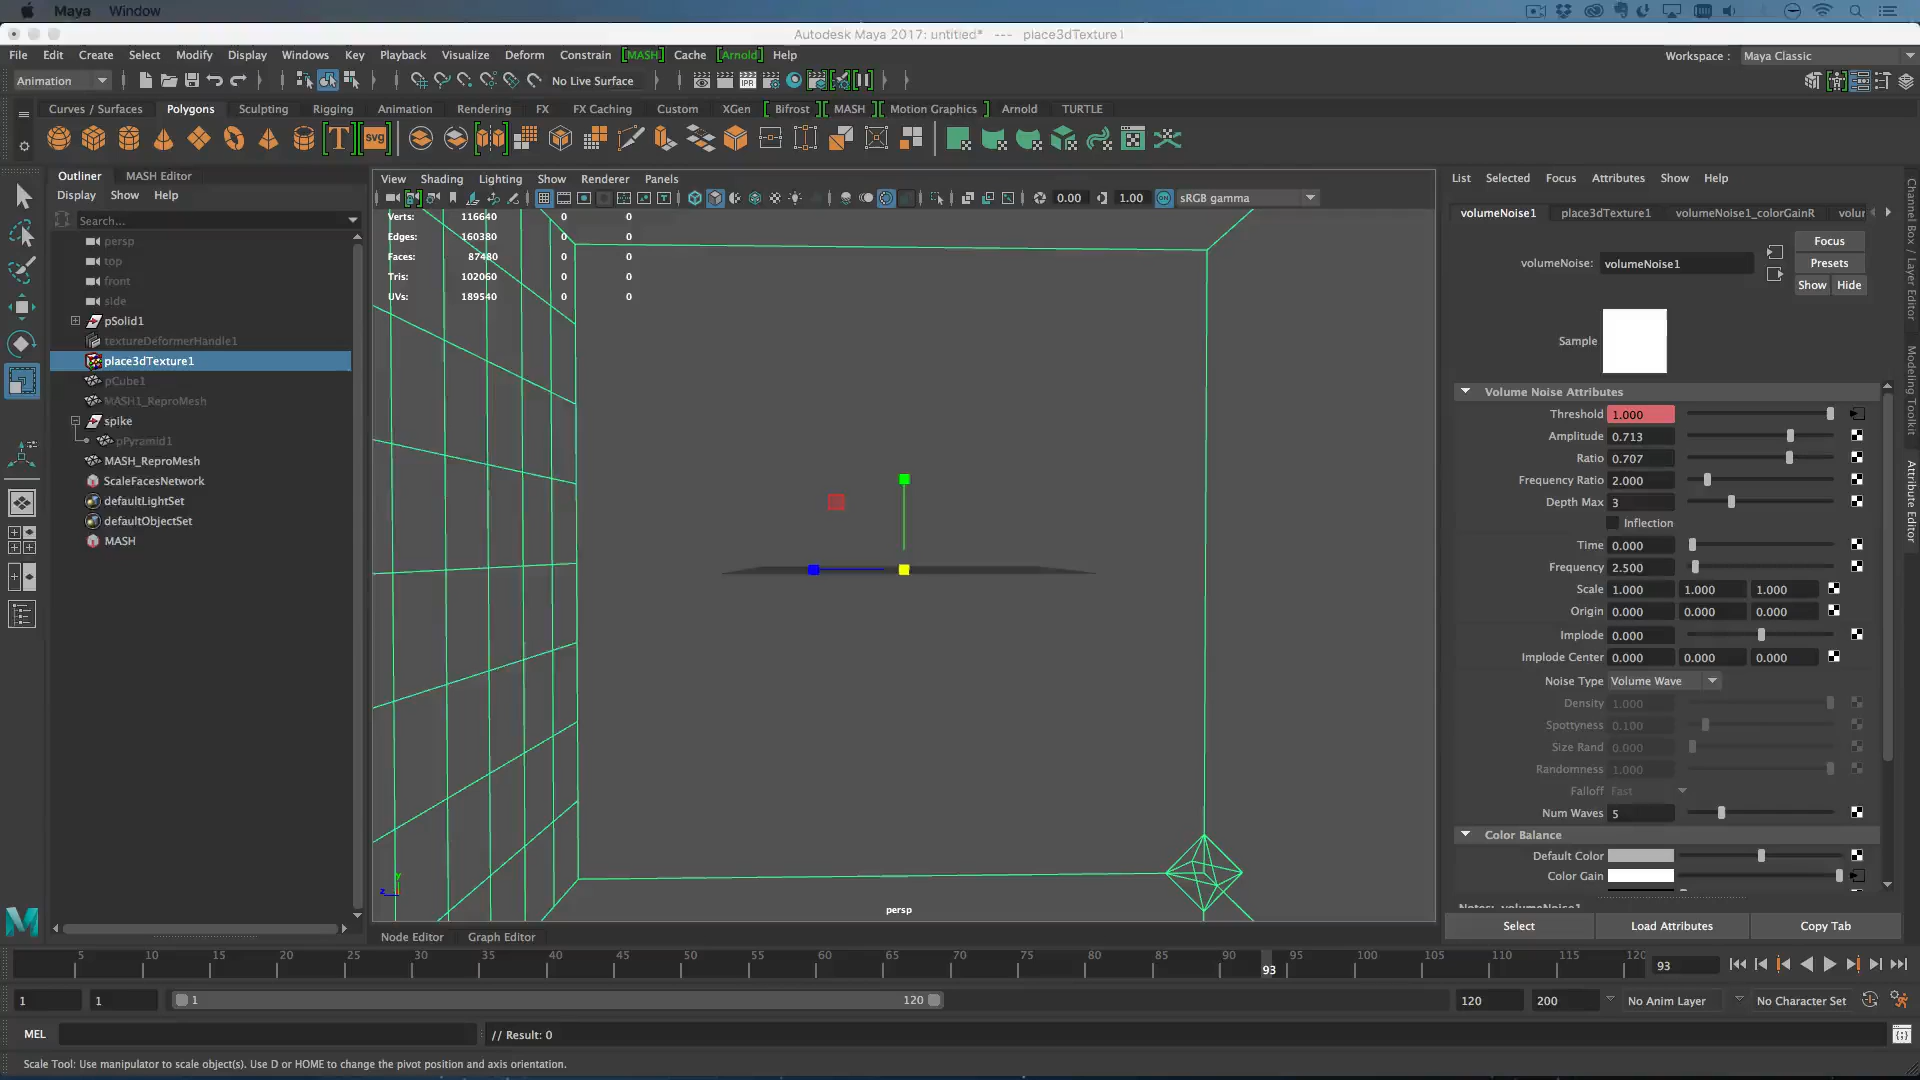 Maya Window
Autodesk Maya 2017: untitled* --- place3dTexture1
File Edit Create Select Modify Display Windows Key Playback Visualize Deform Constrain [MASH] Cache [Arnold] Help
Workspace : Maya Classic
Animation No Live Surface IPR
Curves / Surfaces Polygons Sculpting Rigging Animation Rendering FX FX Caching Custom XGen [ Bifrost ][ MASH ][ Motion Graphics ] Arnold TURTLE
T svg
Outliner MASH Editor
Display Show Help
Search...
persp
top
front
side
pSolid1
textureDeformerHandle1
place3dTexture1
pCube1
MASH1_ReproMesh
spike
pPyramid1
MASH_ReproMesh
ScaleFacesNetwork
defaultLightSet
defaultObjectSet
MASH
View Shading Lighting Show Renderer Panels
0.00 1.00 sRGB gamma
Verts: 116640 0 0
Edges: 160380 0 0
Faces: 87480 0 0
Tris: 102060 0 0
UVs: 189540 0 0
y
z
persp
Node Editor Graph Editor
List Selected Focus Attributes Show Help
volumeNoise1 place3dTexture1 volumeNoise1_colorGainR volur
Focus
volumeNoise: volumeNoise1 Presets
Show Hide
Sample
Volume Noise Attributes
Threshold 1.000
Amplitude 0.713
Ratio 0.707
Frequency Ratio 2.000
Depth Max 3
Inflection
Time 0.000
Frequency 2.500
Scale 1.000 1.000 1.000
Origin 0.000 0.000 0.000
Implode 0.000
Implode Center 0.000 0.000 0.000
Noise Type Volume Wave
Density 1.000
Spottyness 0.100
Size Rand 0.000
Randomness 1.000
Falloff Fast
Num Waves 5
Color Balance
Default Color
Color Gain
Notes: volumeNoise1
Select Load Attributes Copy Tab
Channel Box / Layer Editor
Modeling Toolkit
Attribute Editor
5 10 15 20 25 30 35 40 45 50 55 60 65 70 75 80 85 90 95 100 105 110 115 120
93 93
1 1 1 120 120 200 No Anim Layer No Character Set
MEL // Result: 0
Scale Tool: Use manipulator to scale object(s). Use D or HOME to change the pivot position and axis orientation.